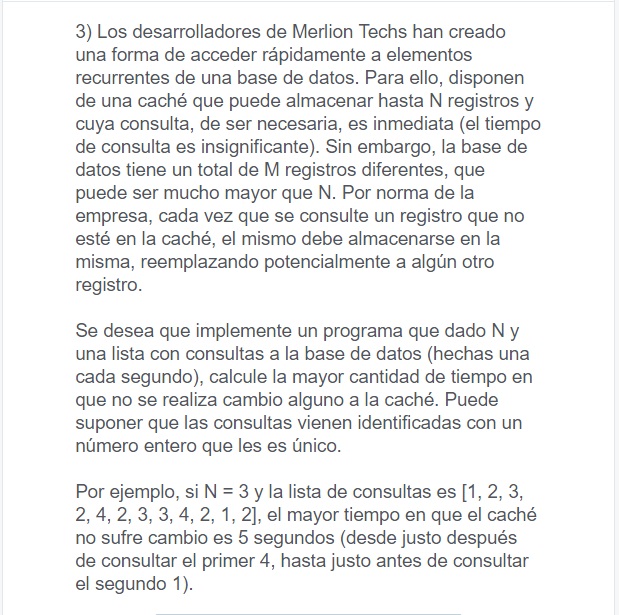 3) Los desarrolladores de Merlion Techs han creado
una forma de acceder rápidamente a elementos
recurrentes de una base de datos. Para ello, disponen
de una caché que puede almacenar hasta N registros y
cuya consulta, de ser necesaria, es inmediata (el tiempo
de consulta es insignificante). Sin embargo, la base de
datos tiene un total de M registros diferentes, que
puede ser mucho mayor que N. Por norma de la
empresa, cada vez que se consulte un registro que no
esté en la caché, el mismo debe almacenarse en la
misma, reemplazando potencialmente a algún otro
registro.
Se desea que implemente un programa que dado N y
una lista con consultas a la base de datos (hechas una
cada segundo), calcule la mayor cantidad de tiempo en
que no se realiza cambio alguno a la caché. Puede
suponer que las consultas vienen identificadas con un
número entero que les es único.
Por ejemplo, si N = 3 y la lista de consultas es [1, 2, 3,
2, 4, 2, 3, 3, 4, 2, 1, 2], el mayor tiempo en que el caché
no sufre cambio es 5 segundos (desde justo después
de consultar el primer 4, hasta justo antes de consultar
el segundo 1).